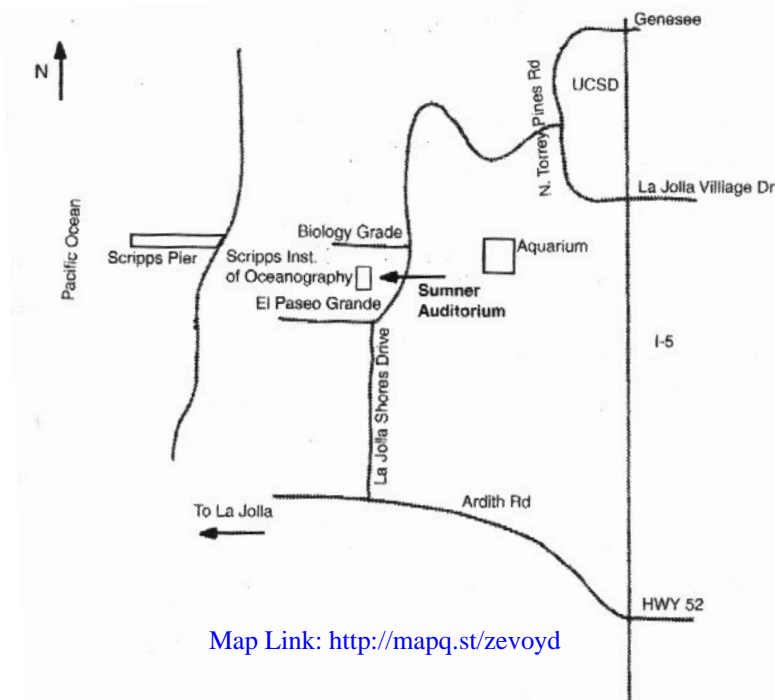 Genesee
N
UCSD
N. Torrey Pines Rd
La Jolla Villiage Dr
Pacific Ocean
Biology Grade
Aquarium
Scripps Pier
Scripps Inst.
of Oceanography
Sumner
Auditorium
El Paseo Grande
I-5
La Jolla Shores Drive
Ardith Rd
To La Jolla
HWY 52
Map Link: http://mapq.st/zevoyd